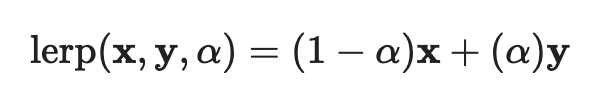 lerp(x, y, α) = (1 − α)x + (α)y